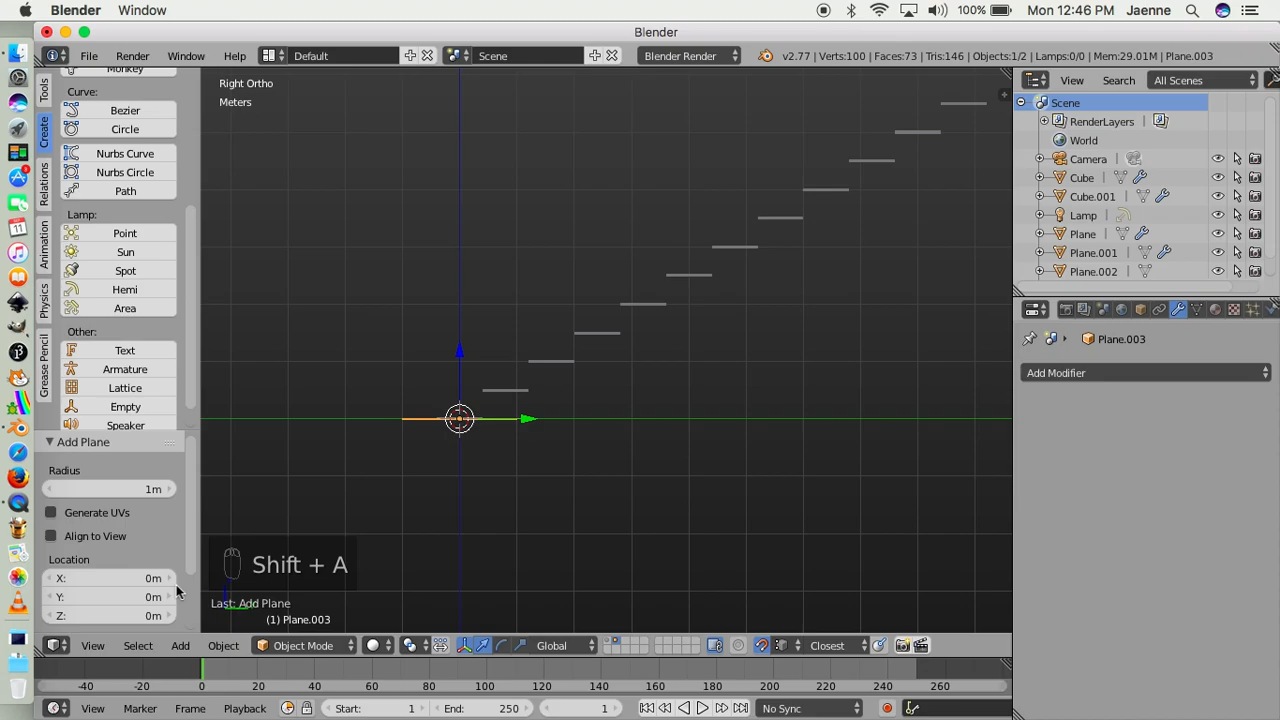 Blender Window 100% Mon 12:46 PM Jaenne
Blender
File Render Window Help Default Scene Blender Render v2.77 | Verts:100 | Faces:73 | Tris:146 | Objects:1/2 | Lamps:0/0 | Mem:29.01M | Plane.003
Monkey
Curve:
Bezier
Circle
Nurbs Curve
Nurbs Circle
Path
Lamp:
Point
Sun
Spot
Hemi
Area
Other:
Text
Armature
Lattice
Empty
Speaker
Tools
Create
Relations
Animation
Physics
Grease Pencil
Add Plane
Radius
1m
Generate UVs
Align to View
Location
X: 0m
Y: 0m
Z: 0m
Right Ortho
Meters
Shift + A
Last: Add Plane
(1) Plane.003
View Select Add Object Object Mode Global Closest
-40 -20 0 20 40 60 80 100 120 140 160 180 200 220 240 260
View Marker Frame Playback Start: 1 End: 250 1 No Sync
View Search All Scenes
Scene
RenderLayers
World
Camera
Cube
Cube.001
Lamp
Plane
Plane.001
Plane.002
Plane.003
Add Modifier